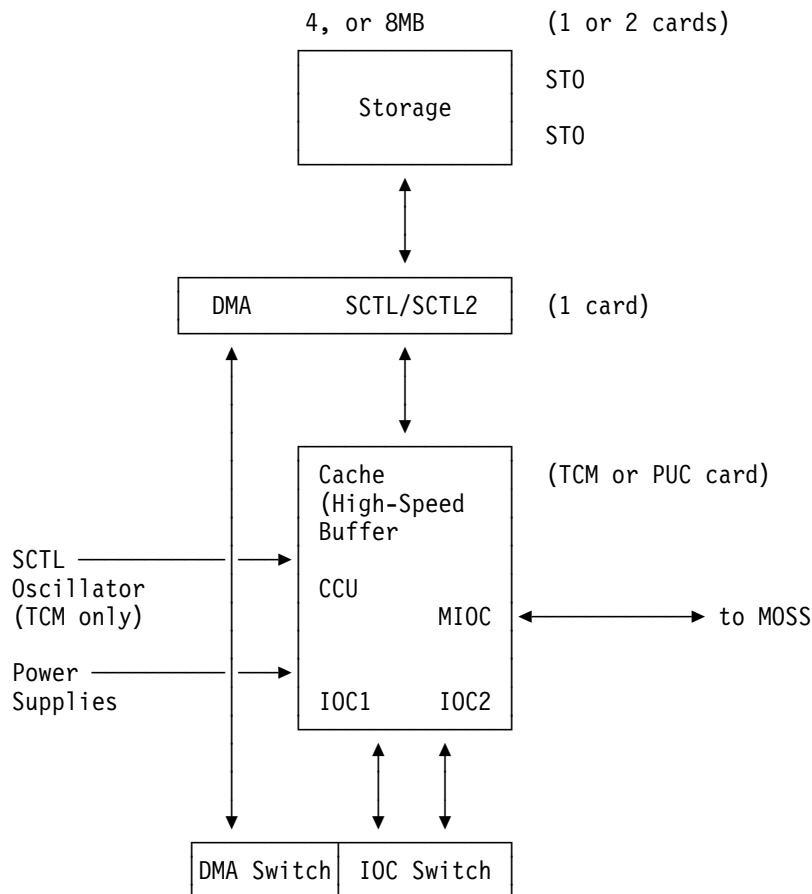 4, or 8MB (1 or 2 cards)
STO
Storage
STO
DMA SCTL/SCTL2 (1 card)
Cache (TCM or PUC card)
(High-Speed
Buffer
SCTL
Oscillator CCU
(TCM only) MIOC to MOSS
Power
Supplies IOC1 IOC2
DMA Switch IOC Switch